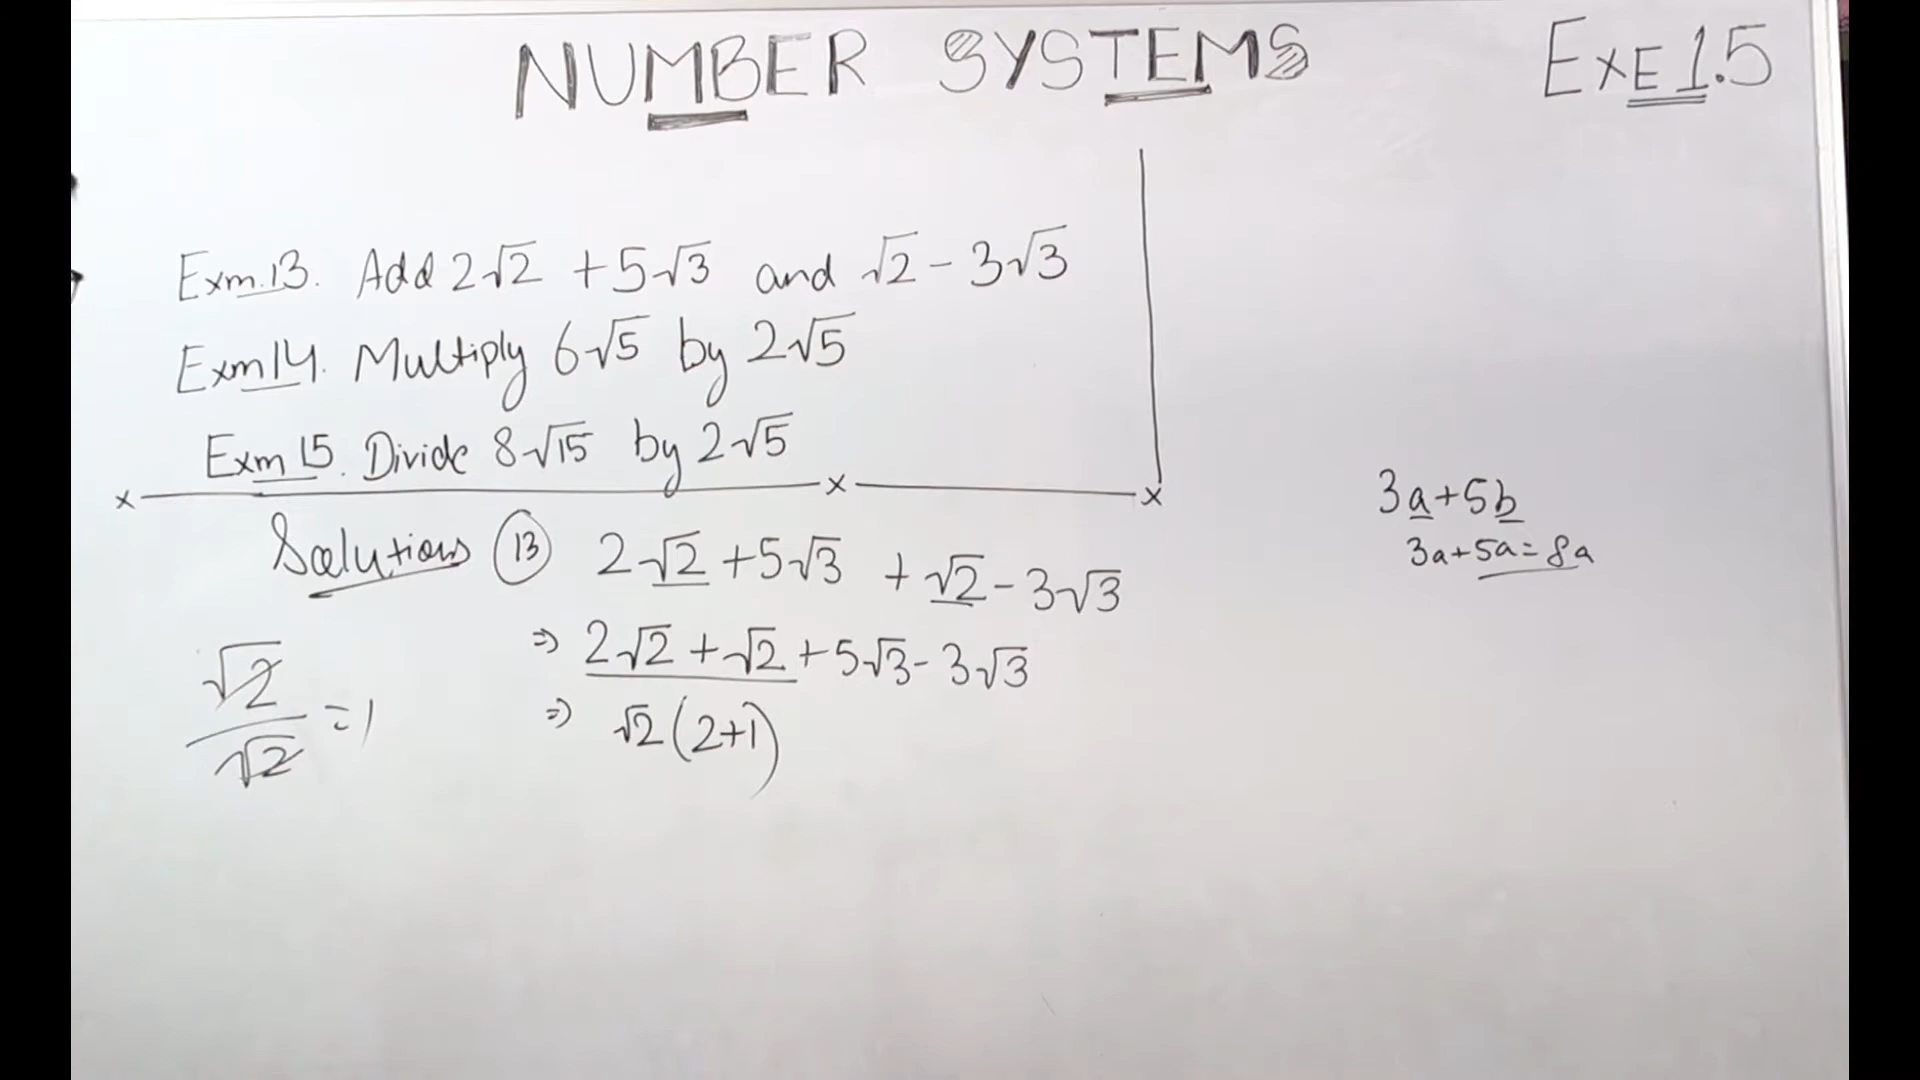 NUMBER SYSTEMS
EXE 1.5
Exm.13. Add 2√2 + 5√3 and √2 - 3√3
Exm14. Multiply 6√5 by 2√5
Exm 15. Divide 8√15 by 2√5
x x x
3a+5b
3a+5a=8a
Solutions 13 2√2 +5√3 + √2 - 3√3
⇒ 2√2 + √2 + 5√3 - 3√3
√2/√2 = 1
⇒ √2 (2+1)